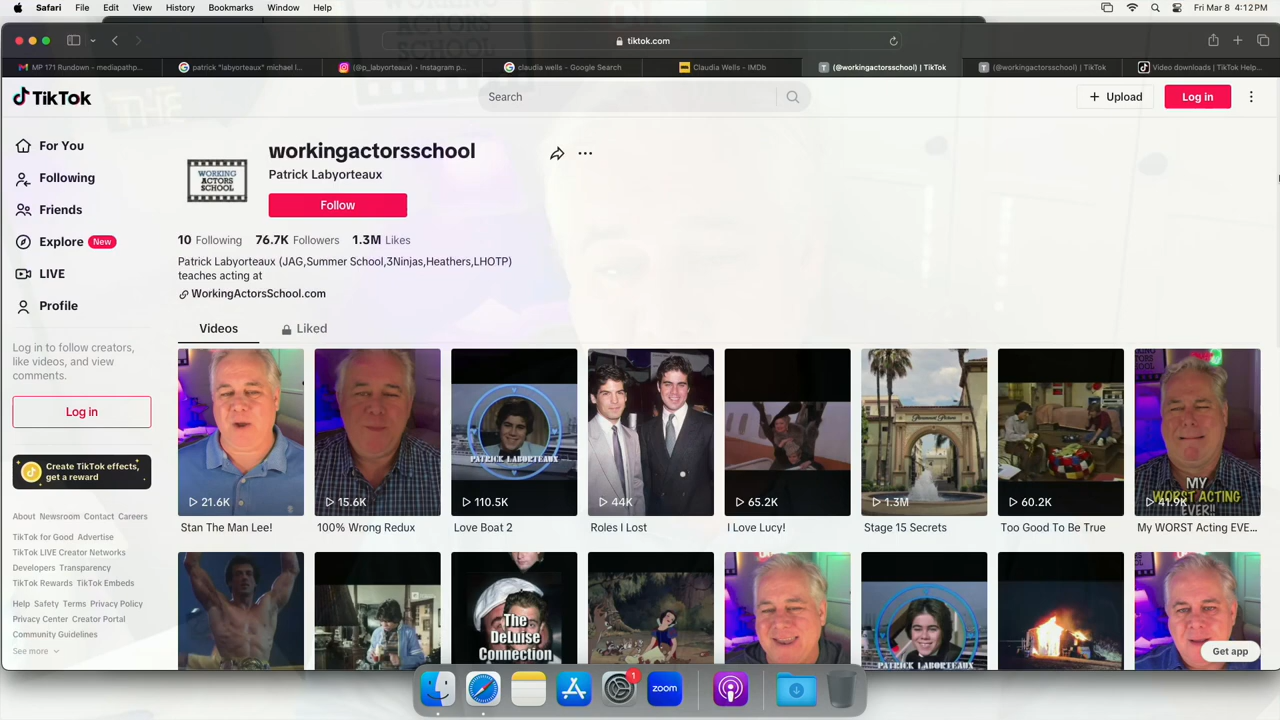 Safari File Edit View History Bookmarks Window Help
Fri Mar 8 4:12 PM
tiktok.com
MP 171 Rundown - mediapathp...
patrick "labyorteaux" michael l...
(@p_labyorteaux) • Instagram p...
claudia wells - Google Search
Claudia Wells - IMDb
(@workingactorsschool) | TikTok
(@workingactorsschool) | TikTok
Video downloads | TikTok Help...
TikTok
Search
Upload
Log in
For You
Following
Friends
Explore New
LIVE
Profile
Log in to follow creators,
like videos, and view
comments.
Log in
Create TikTok effects,
get a reward
About Newsroom Contact Careers
TikTok for Good Advertise
TikTok LIVE Creator Networks
Developers Transparency
TikTok Rewards TikTok Embeds
Help Safety Terms Privacy Policy
Privacy Center Creator Portal
Community Guidelines
See more
WORKING
ACTORS
SCHOOL
workingactorsschool
Patrick Labyorteaux
Follow
10 Following 76.7K Followers 1.3M Likes
Patrick Labyorteaux (JAG,Summer School,3Ninjas,Heathers,LHOTP)
teaches acting at
WorkingActorsSchool.com
Videos Liked
PATRICK LABORTEAUX
MY
WORST ACTING
EVER!!
21.6K 15.6K 110.5K 44K 65.2K 1.3M 60.2K 41.9K
Stan The Man Lee! 100% Wrong Redux Love Boat 2 Roles I Lost I Love Lucy! Stage 15 Secrets Too Good To Be True My WORST Acting EVE...
The
DeLuise
Connection
PATRICK LABYORTEAUX
Get app
1
zoom